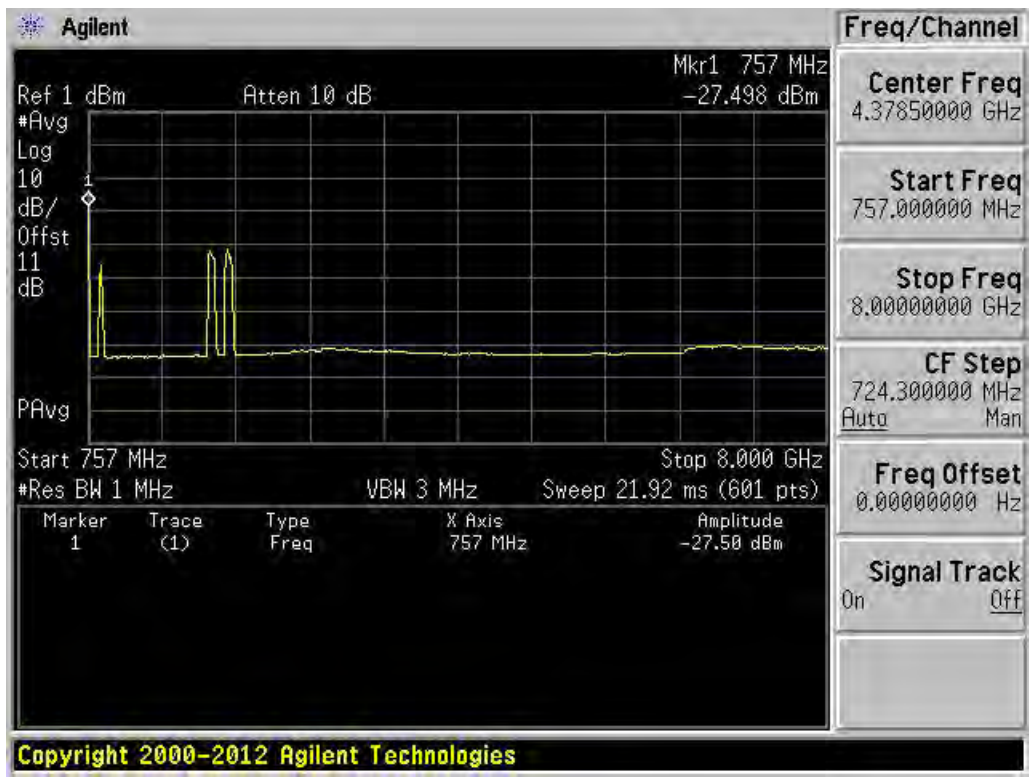 Agilent
Freq/Channel
Mkr1 757 MHz
Ref 1 dBm Atten 10 dB -27.498 dBm
#Avg
Log
10
dB/
Offst
11
dB
1
PAvg
Start 757 MHz Stop 8.000 GHz
#Res BW 1 MHz VBW 3 MHz Sweep 21.92 ms (601 pts)
Marker Trace Type X Axis Amplitude
1 (1) Freq 757 MHz -27.50 dBm
Center Freq
4.37850000 GHz
Start Freq
757.000000 MHz
Stop Freq
8.00000000 GHz
CF Step
724.300000 MHz
Auto Man
Freq Offset
0.00000000 Hz
Signal Track
On Off
Copyright 2000-2012 Agilent Technologies